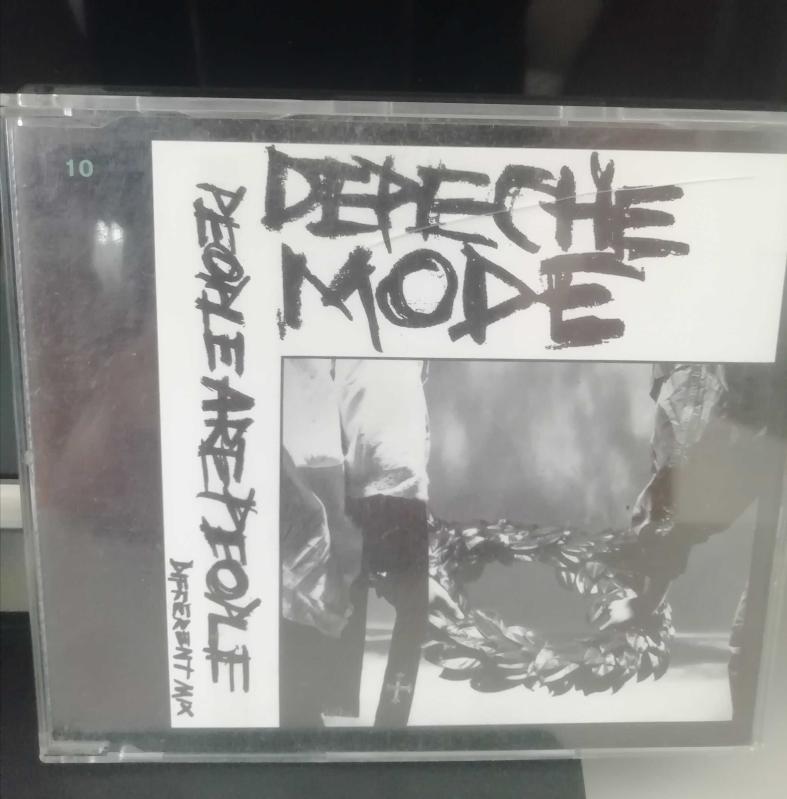 10
DEPECHE
MODE
PEOPLE ARE PEOPLE
DIFFERENT MIX